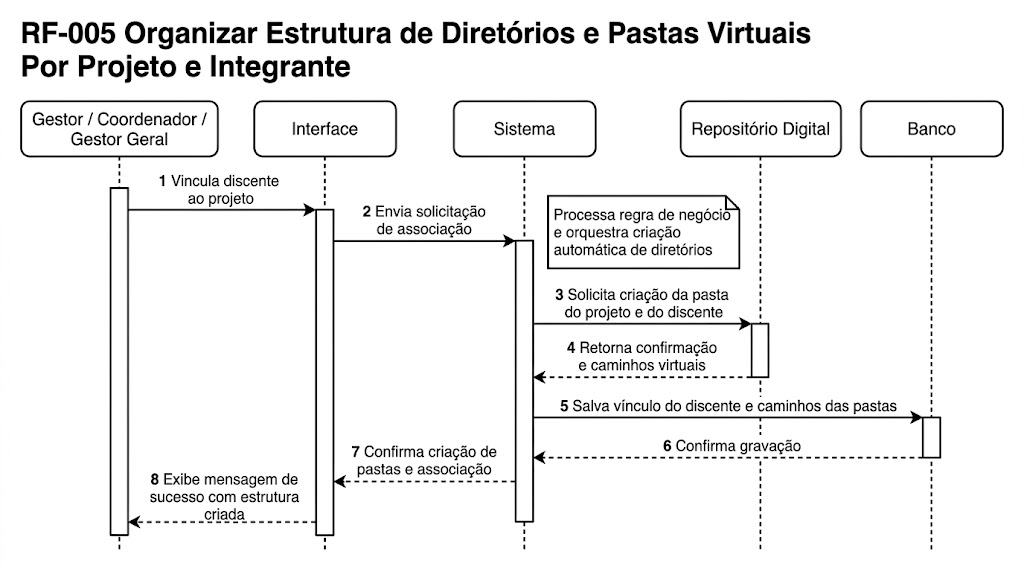 RF-005 Organizar Estrutura de Diretórios e Pastas Virtuais
Por Projeto e Integrante
Gestor / Coordenador /
Gestor Geral
Interface
Sistema
Repositório Digital
Banco
1 Vincula discente
ao projeto
2 Envia solicitação
de associação
Processa regra de negócio
e orquestra criação
automática de diretórios
3 Solicita criação da pasta
do projeto e do discente
4 Retorna confirmação
e caminhos virtuais
5 Salva vínculo do discente e caminhos das pastas
6 Confirma gravação
7 Confirma criação de
pastas e associação
8 Exibe mensagem de
sucesso com estrutura
criada